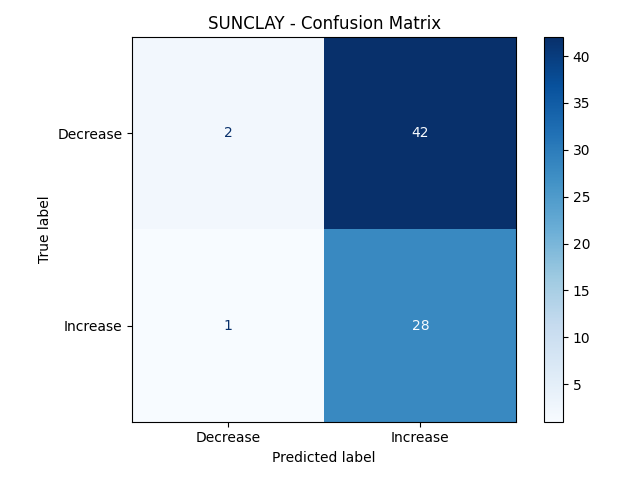 SUNCLAY - Confusion Matrix
True label
Decrease
2
42
Increase
1
28
Decrease
Increase
Predicted label
40
35
30
25
20
15
10
5